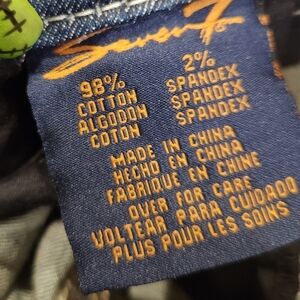 Seven7
98% 2%
COTTON SPANDEX
ALGODON SPANDEX
COTON SPANDEX
MADE IN CHINA
HECHO EN CHINA
FABRIQUE EN CHINE
OVER FOR CARE
VOLTEAR PARA CUIDADO
PLUS POUR LES SOINS